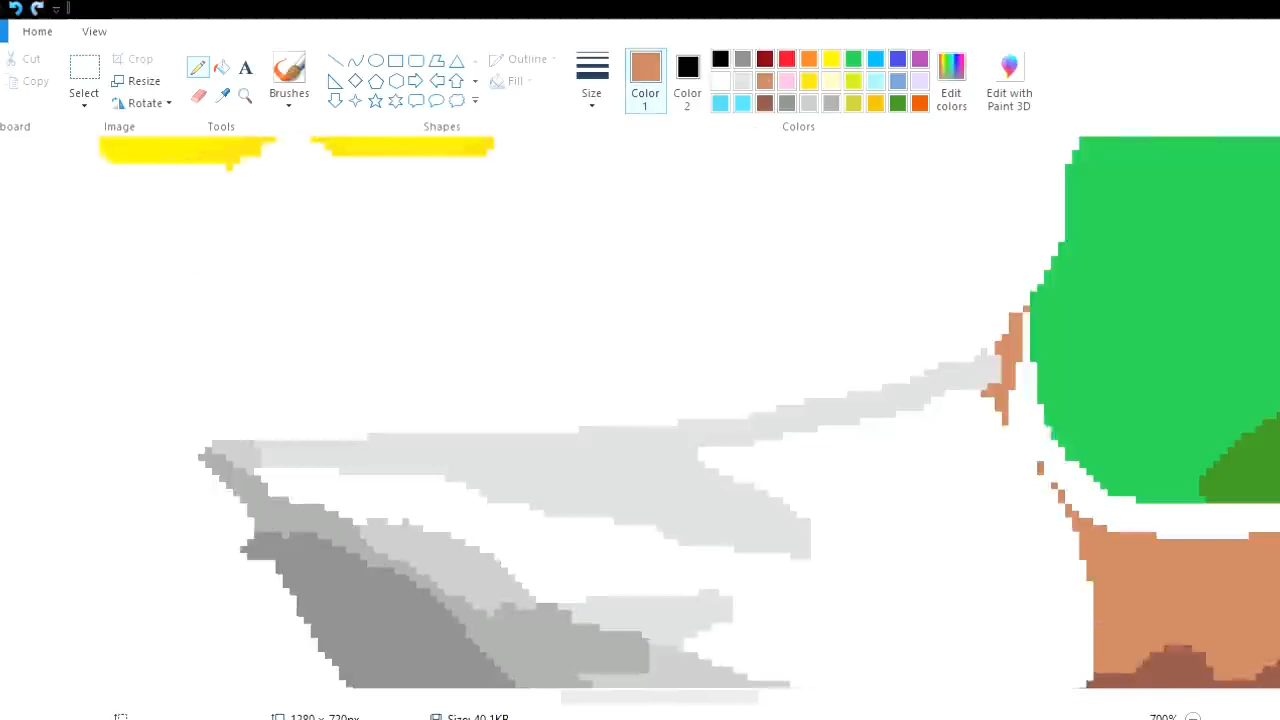 Home View
Cut Crop Outline
Copy Resize Select Brushes Fill Size Color 1 Color 2 Edit colors Edit with Paint 3D
Rotate
board Image Tools Shapes Colors
1280 × 720px Size: 40.1KB 700%